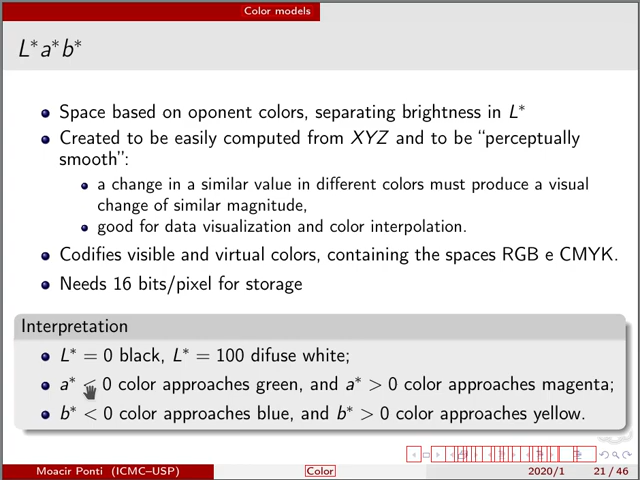 Color models
L*a*b*
Space based on opponent colors, separating brightness in L*
Created to be easily computed from XYZ and to be “perceptually
smooth”:
a change in a similar value in different colors must produce a visual
change of similar magnitude,
good for data visualization and color interpolation.
Codifies visible and virtual colors, containing the spaces RGB e CMYK.
Needs 16 bits/pixel for storage
Interpretation
L* = 0 black, L* = 100 difuse white;
a* < 0 color approaches green, and a* > 0 color approaches magenta;
b* < 0 color approaches blue, and b* > 0 color approaches yellow.
Moacir Ponti (ICMC–USP) Color 2020/1 21 / 46